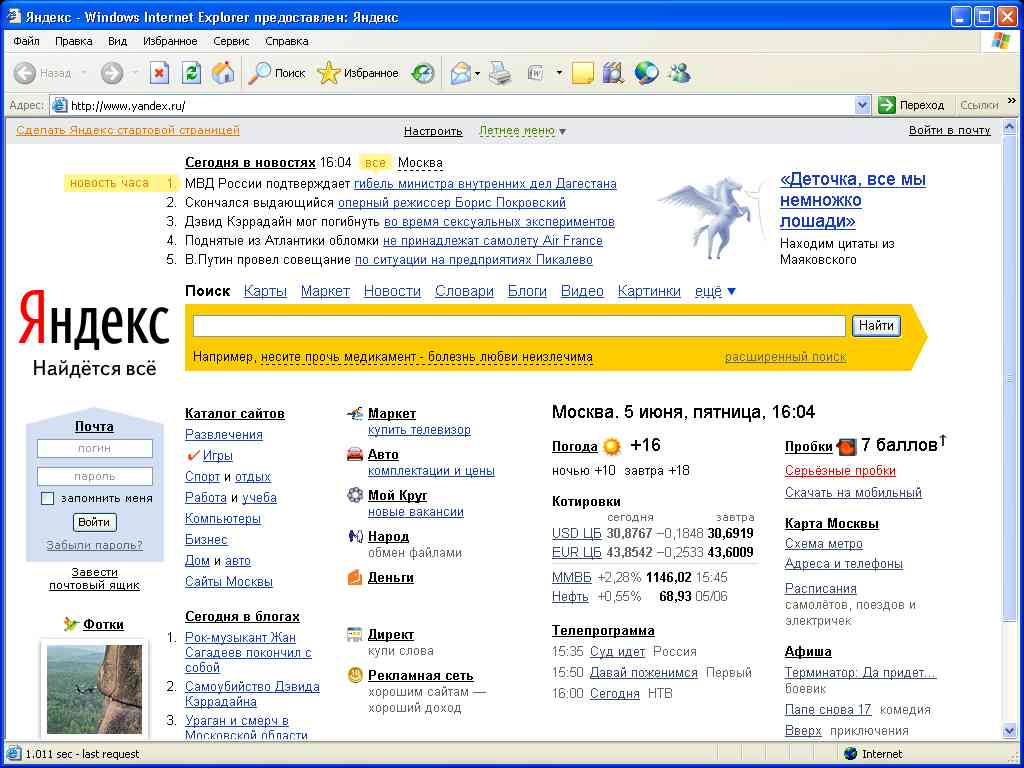 Яндекс - Windows Internet Explorer предоставлен: Яндекс
Файл Правка Вид Избранное Сервис Справка
Назад Поиск Избранное
Адрес: http://www.yandex.ru/ Переход Ссылки »
Сделать Яндекс стартовой страницей Настроить Летнее меню ▼ Войти в почту
Сегодня в новостях 16:04 все Москва
новость часа 1. МВД России подтверждает гибель министра внутренних дел Дагестана
2. Скончался выдающийся оперный режиссер Борис Покровский
3. Дэвид Кэррадайн мог погибнуть во время сексуальных экспериментов
4. Поднятые из Атлантики обломки не принадлежат самолету Air France
5. В.Путин провел совещание по ситуации на предприятиях Пикалево
«Деточка, все мы
немножко
лошади»
Находим цитаты из
Маяковского
Яндекс
Найдётся всё
Поиск Карты Маркет Новости Словари Блоги Видео Картинки ещё ▼
Найти
Например, несите прочь медикамент - болезнь любви неизлечима расширенный поиск
Почта
логин
пароль
запомнить меня
Войти
Забыли пароль?
Завести
почтовый ящик
Фотки
Каталог сайтов
Развлечения
Игры
Спорт и отдых
Работа и учеба
Компьютеры
Бизнес
Дом и авто
Сайты Москвы
Сегодня в блогах
1. Рок-музыкант Жан
Сагадеев покончил с
собой
2. Самоубийство Дэвида
Кэррадайна
3. Ураган и смерч в
Московской области
Маркет
купить телевизор
Авто
комплектации и цены
Мой Круг
новые вакансии
Народ
обмен файлами
Деньги
Директ
купи слова
Рекламная сеть
хорошим сайтам —
хороший доход
Москва. 5 июня, пятница, 16:04
Погода +16
ночью +10 завтра +18
Котировки
сегодня завтра
USD ЦБ 30,8767 −0,1848 30,6919
EUR ЦБ 43,8542 −0,2533 43,6009
ММВБ +2,28% 1146,02 15:45
Нефть +0,55% 68,93 05/06
Телепрограмма
15:35 Суд идет Россия
15:50 Давай поженимся Первый
16:00 Сегодня НТВ
Пробки 7 баллов↑
Серьёзные пробки
Скачать на мобильный
Карта Москвы
Схема метро
Адреса и телефоны
Расписания
самолётов, поездов и
электричек
Афиша
Терминатор: Да придет...
боевик
Папе снова 17 комедия
Вверх приключения
1.011 sec - last request Internet